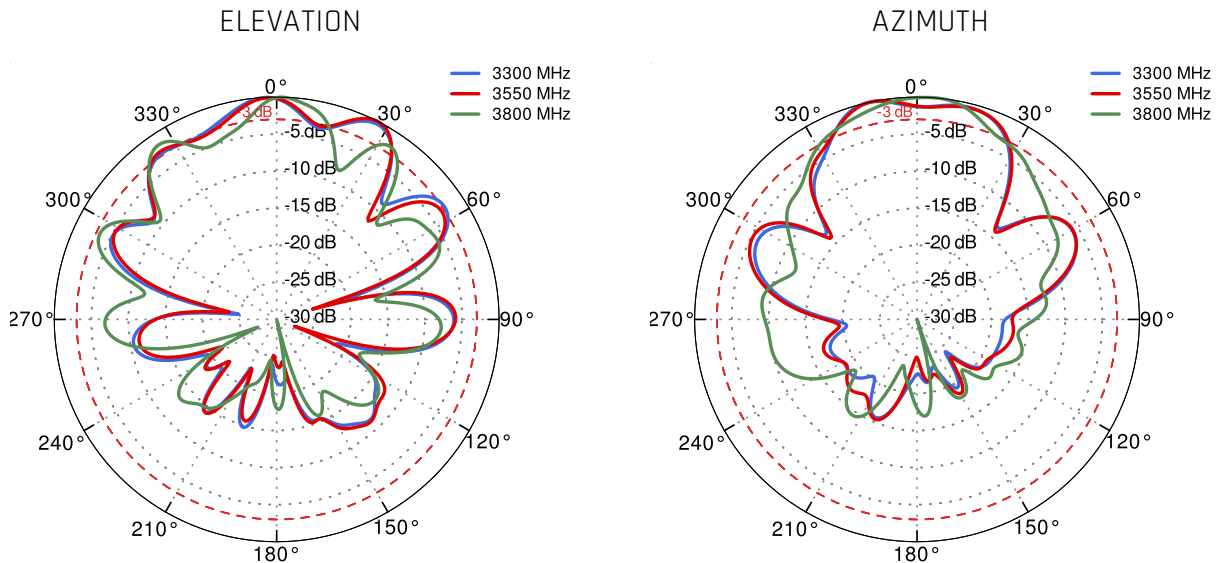 ELEVATION
3300 MHz
3550 MHz
3800 MHz
0°
330°
30°
3 dB
-5 dB
-10 dB
300°
60°
-15 dB
-20 dB
-25 dB
270°
-30 dB
90°
240°
120°
210°
150°
180°
AZIMUTH
3300 MHz
3550 MHz
3800 MHz
0°
330°
30°
-3 dB
-5 dB
-10 dB
300°
60°
-15 dB
-20 dB
-25 dB
270°
-30 dB
90°
240°
120°
210°
150°
180°